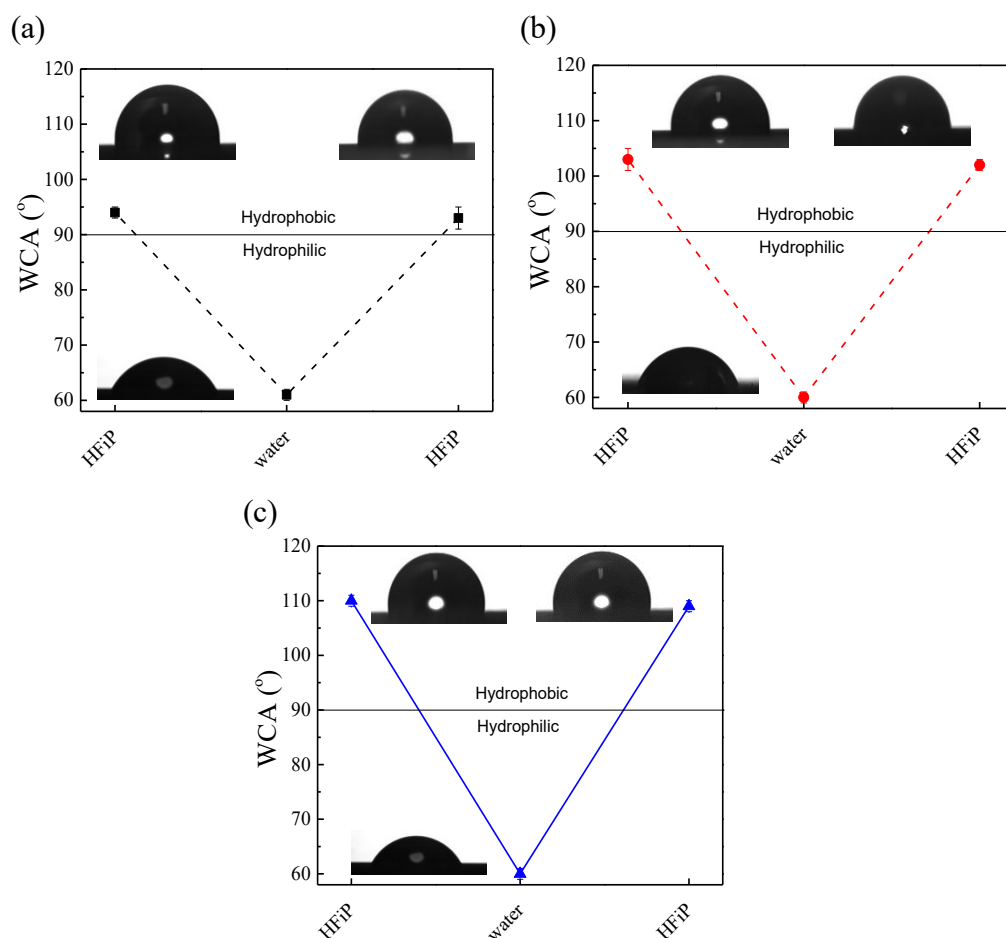 (a)
120
110
100
90
80
70
60
WCA (°)
Hydrophobic
Hydrophilic
HFiP
water
HFiP
(b)
120
110
100
90
80
70
60
WCA (°)
Hydrophobic
Hydrophilic
HFiP
water
HFiP
(c)
120
110
100
90
80
70
60
WCA (°)
Hydrophobic
Hydrophilic
HFiP
water
HFiP